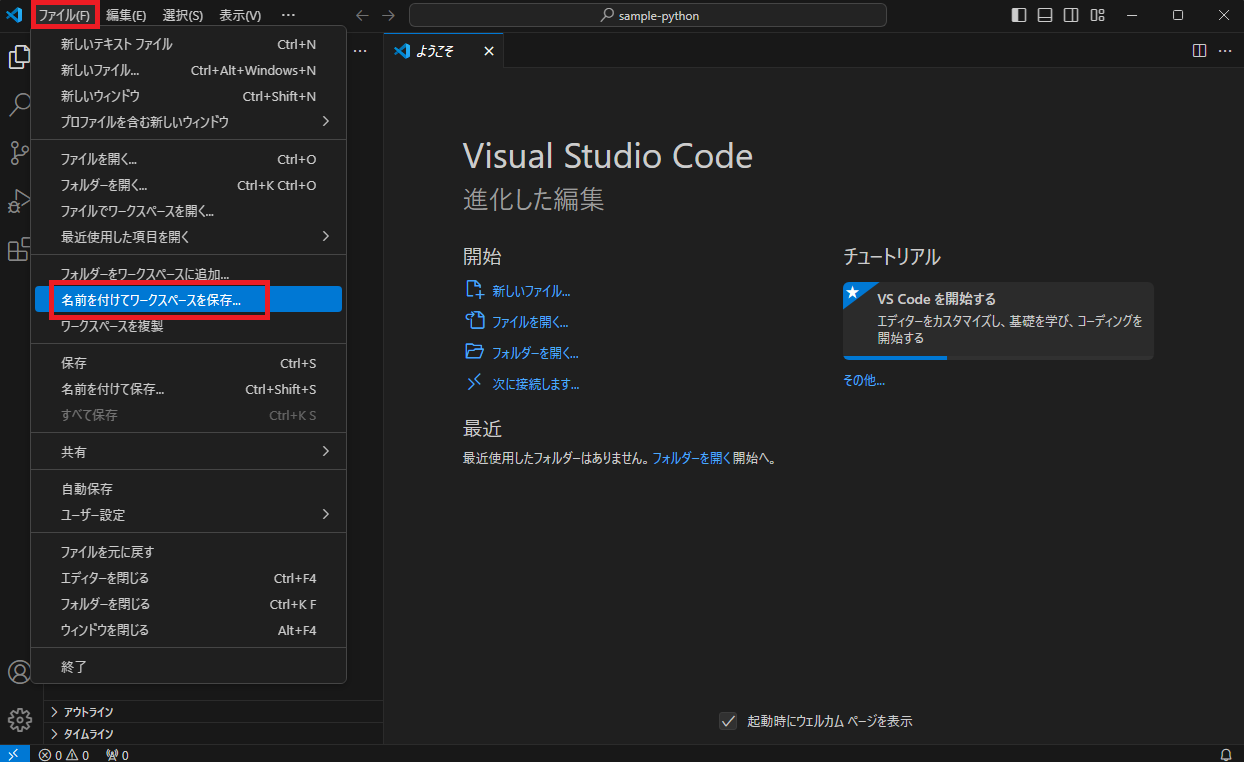 ファイル(F) 編集(E) 選択(S) 表示(V) ··· sample-python
新しいテキスト ファイル Ctrl+N
新しいファイル... Ctrl+Alt+Windows+N
新しいウィンドウ Ctrl+Shift+N
プロファイルを含む新しいウィンドウ
ファイルを開く... Ctrl+O
フォルダーを開く... Ctrl+K Ctrl+O
ファイルでワークスペースを開く...
最近使用した項目を開く
フォルダーをワークスペースに追加...
名前を付けてワークスペースを保存...
ワークスペースを複製
保存 Ctrl+S
名前を付けて保存... Ctrl+Shift+S
すべて保存 Ctrl+K S
共有
自動保存
ユーザー設定
ファイルを元に戻す
エディターを閉じる Ctrl+F4
フォルダーを閉じる Ctrl+K F
ウィンドウを閉じる Alt+F4
終了
アウトライン
タイムライン
ようこそ
Visual Studio Code
進化した編集
開始
新しいファイル...
ファイルを開く...
フォルダーを開く...
次に接続します...
最近
最近使用したフォルダーはありません。フォルダーを開く開始へ。
チュートリアル
VS Code を開始する
エディターをカスタマイズし、基礎を学び、コーディングを
開始する
その他...
起動時にウェルカム ページを表示
0 0 0